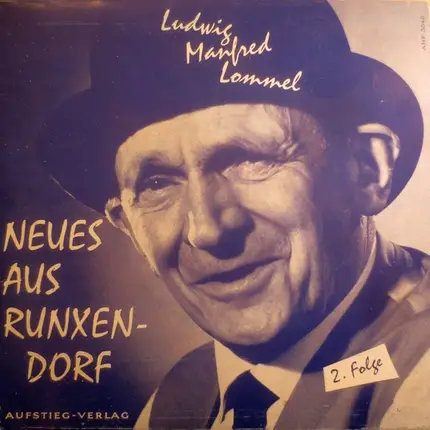 Ludwig
Manfred
Lommel
NEUES
AUS
RUNXEN-
DORF
2. Folge
AUFSTIEG-VERLAG